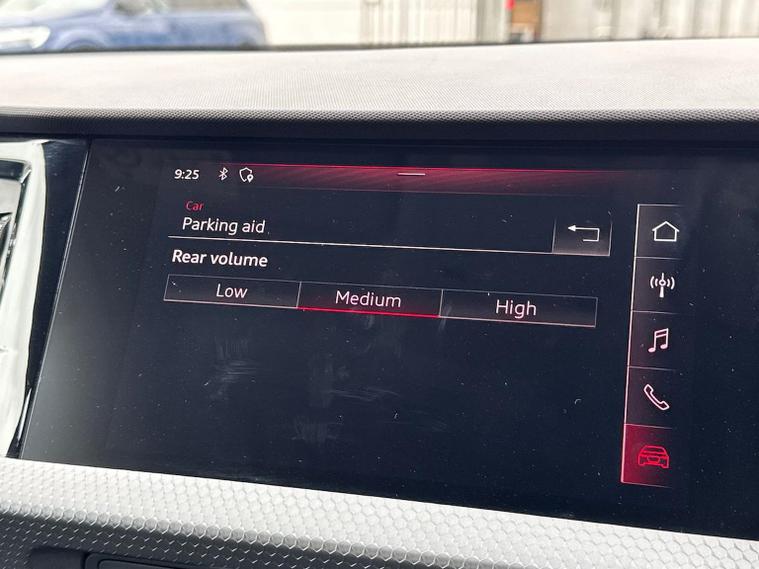 9:25
Car
Parking aid
Rear volume
Low Medium High